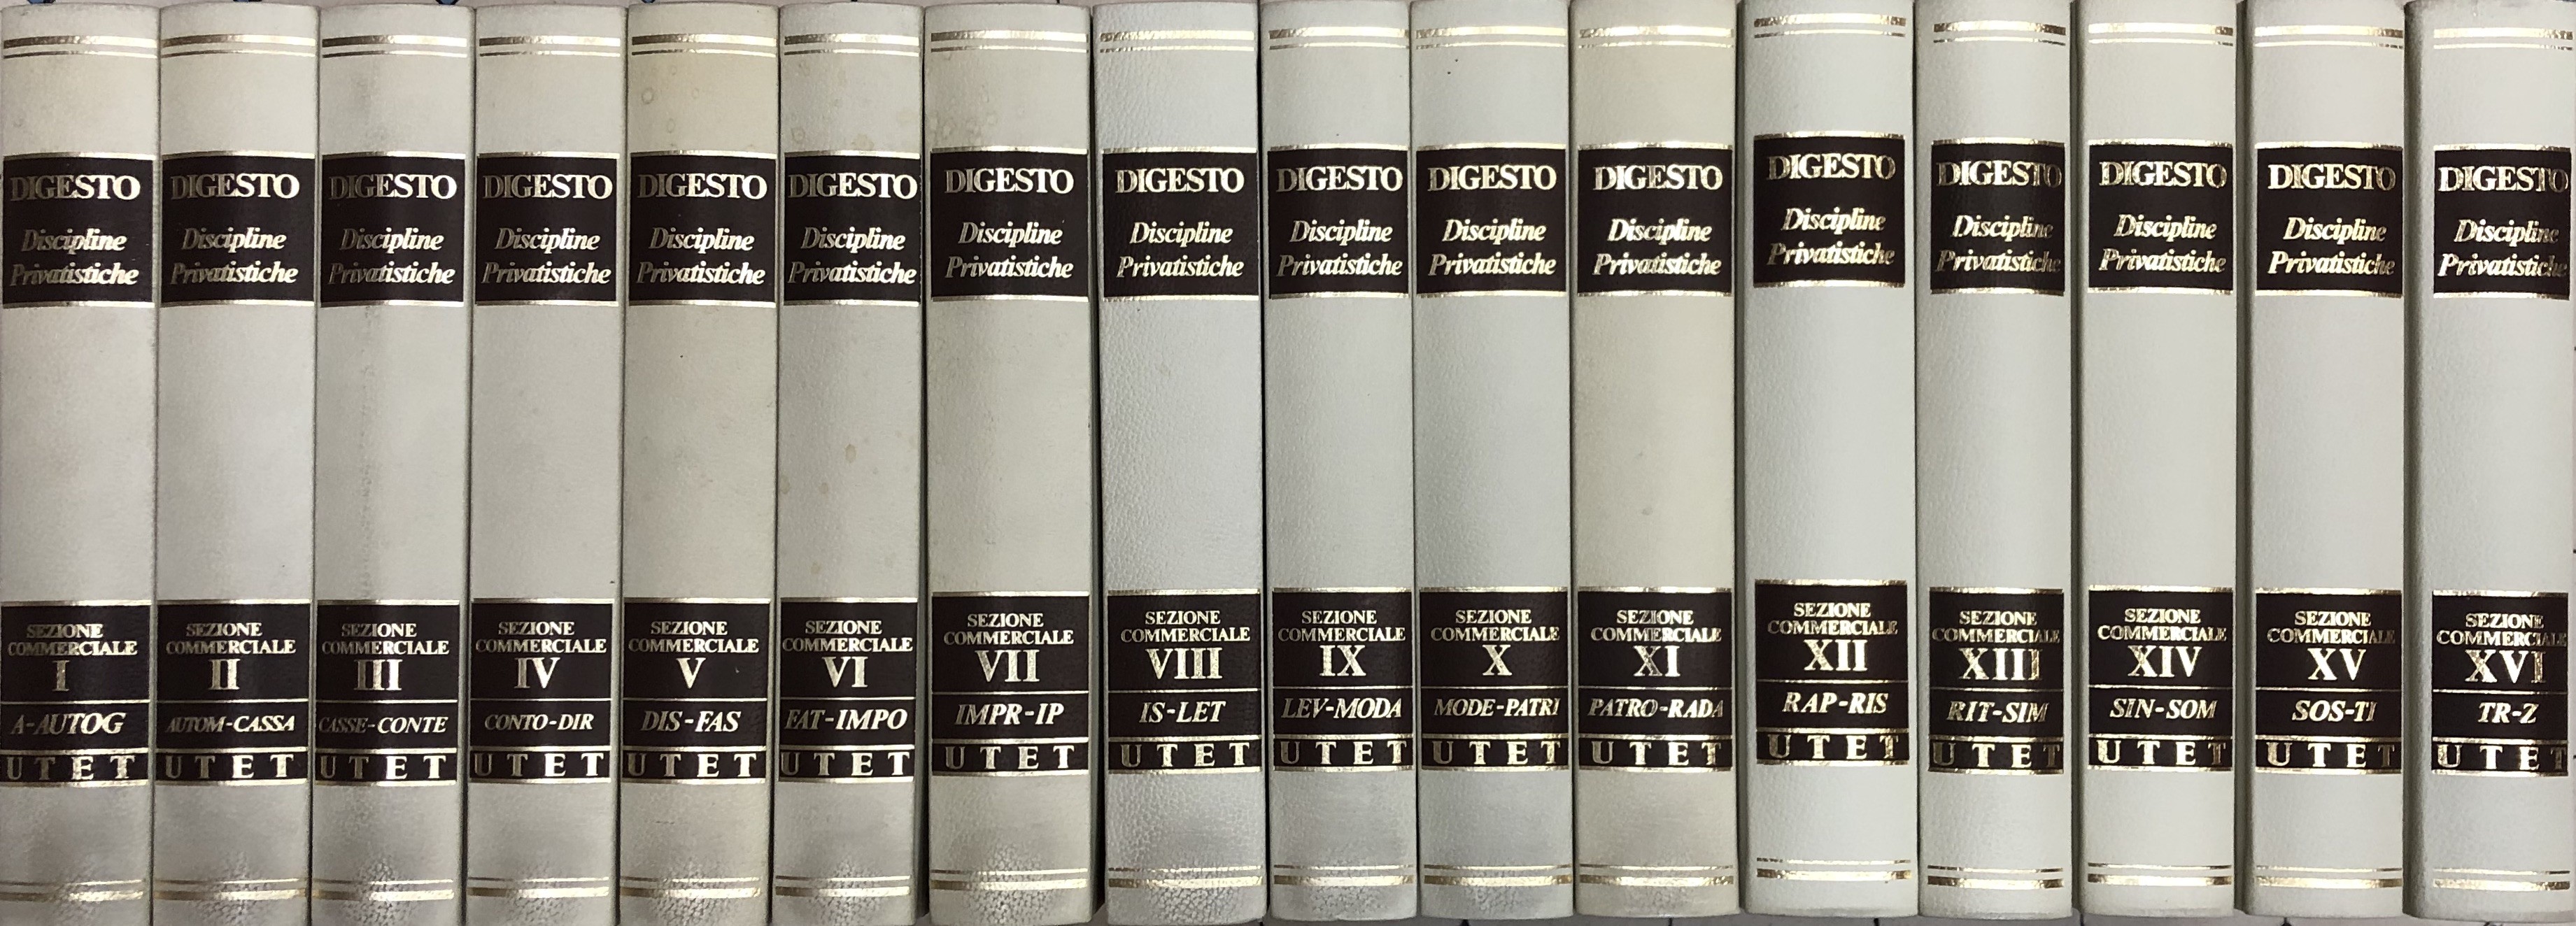 DIGESTO
Discipline
Privatistiche
SEZIONE
COMMERCIALE
I
A-AUTOG
UTET
DIGESTO
Discipline
Privatistiche
SEZIONE
COMMERCIALE
II
AUTOM-CASSA
UTET
DIGESTO
Discipline
Privatistiche
SEZIONE
COMMERCIALE
III
CASSE-CONTE
UTET
DIGESTO
Discipline
Privatistiche
SEZIONE
COMMERCIALE
IV
CONTO-DIR
UTET
DIGESTO
Discipline
Privatistiche
SEZIONE
COMMERCIALE
V
DIS-FAS
UTET
DIGESTO
Discipline
Privatistiche
SEZIONE
COMMERCIALE
VI
FAT-IMPO
UTET
DIGESTO
Discipline
Privatistiche
SEZIONE
COMMERCIALE
VII
IMPR-IP
UTET
DIGESTO
Discipline
Privatistiche
SEZIONE
COMMERCIALE
VIII
IS-LET
UTET
DIGESTO
Discipline
Privatistiche
SEZIONE
COMMERCIALE
IX
LEV-MODA
UTET
DIGESTO
Discipline
Privatistiche
SEZIONE
COMMERCIALE
X
MODE-PATRI
UTET
DIGESTO
Discipline
Privatistiche
SEZIONE
COMMERCIALE
XI
PATRO-RADA
UTET
DIGESTO
Discipline
Privatistiche
SEZIONE
COMMERCIALE
XII
RAP-RIS
UTET
DIGESTO
Discipline
Privatistiche
SEZIONE
COMMERCIALE
XIII
RIT-SIM
UTET
DIGESTO
Discipline
Privatistiche
SEZIONE
COMMERCIALE
XIV
SIN-SOM
UTET
DIGESTO
Discipline
Privatistiche
SEZIONE
COMMERCIALE
XV
SOS-TI
UTET
DIGESTO
Discipline
Privatistiche
SEZIONE
COMMERCIALE
XVI
TR-Z
UTET